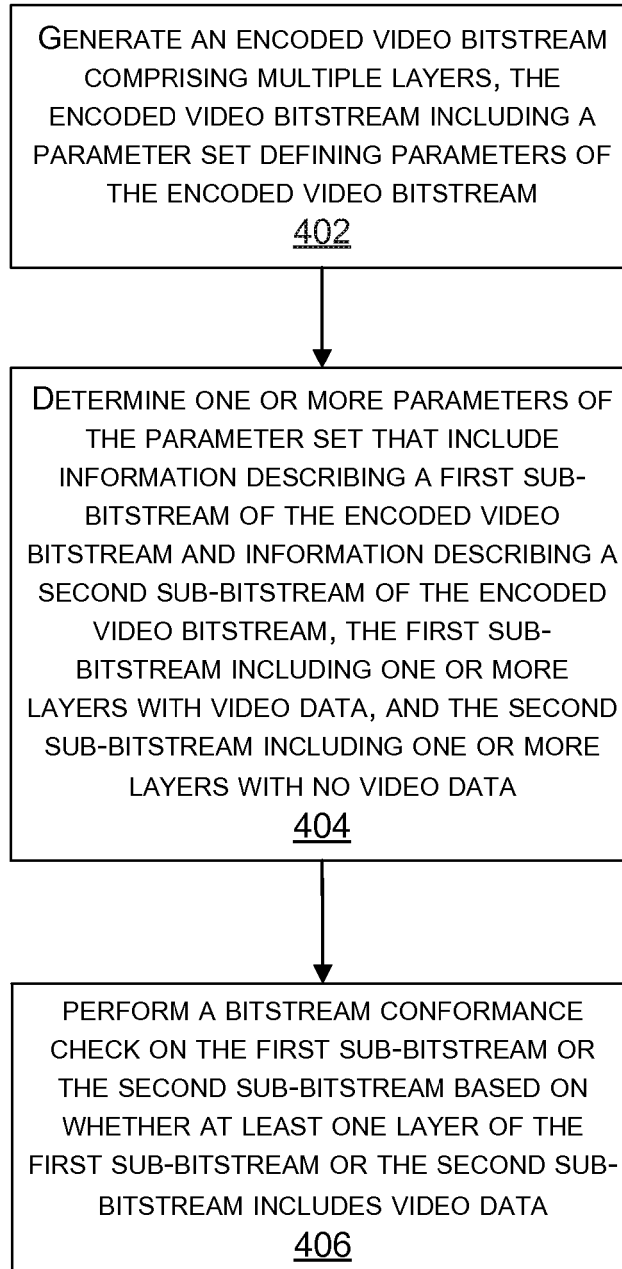 GENERATE AN ENCODED VIDEO BITSTREAM
COMPRISING MULTIPLE LAYERS, THE
ENCODED VIDEO BITSTREAM INCLUDING A
PARAMETER SET DEFINING PARAMETERS OF
THE ENCODED VIDEO BITSTREAM
402
DETERMINE ONE OR MORE PARAMETERS OF
THE PARAMETER SET THAT INCLUDE
INFORMATION DESCRIBING A FIRST SUB-
BITSTREAM OF THE ENCODED VIDEO
BITSTREAM AND INFORMATION DESCRIBING A
SECOND SUB-BITSTREAM OF THE ENCODED
VIDEO BITSTREAM, THE FIRST SUB-
BITSTREAM INCLUDING ONE OR MORE
LAYERS WITH VIDEO DATA, AND THE SECOND
SUB-BITSTREAM INCLUDING ONE OR MORE
LAYERS WITH NO VIDEO DATA
404
PERFORM A BITSTREAM CONFORMANCE
CHECK ON THE FIRST SUB-BITSTREAM OR
THE SECOND SUB-BITSTREAM BASED ON
WHETHER AT LEAST ONE LAYER OF THE
FIRST SUB-BITSTREAM OR THE SECOND SUB-
BITSTREAM INCLUDES VIDEO DATA
406